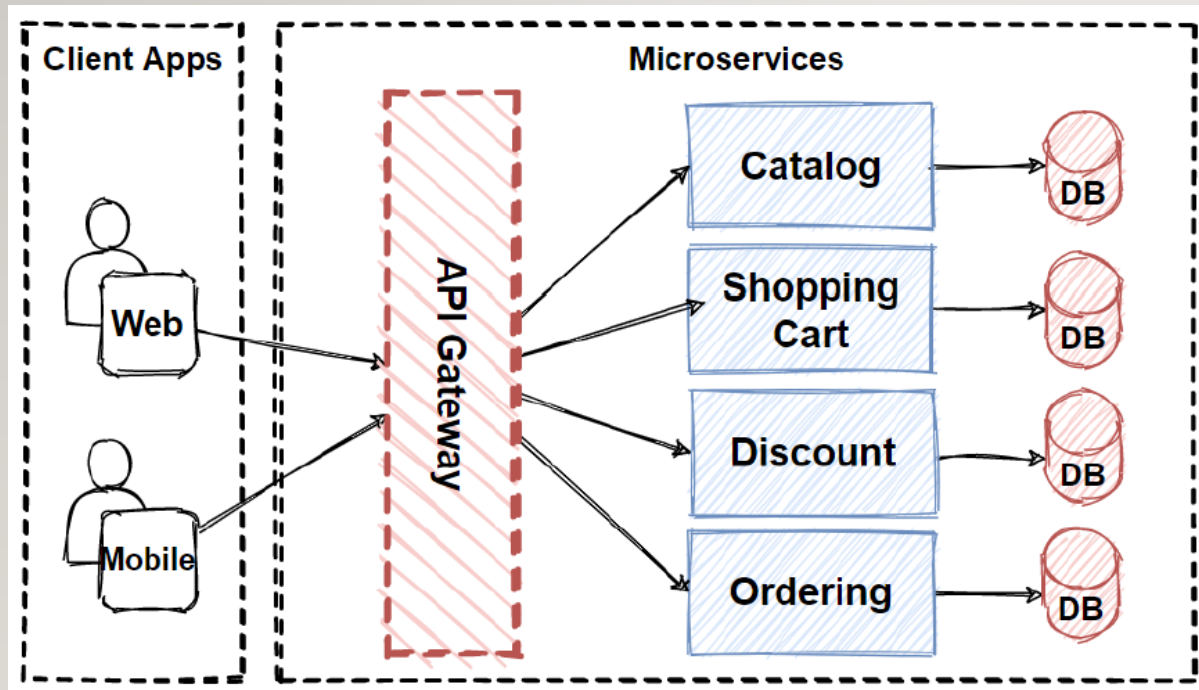 Client Apps
Microservices
Web
Mobile
API Gateway
Catalog
DB
Shopping
Cart
DB
Discount
DB
Ordering
DB